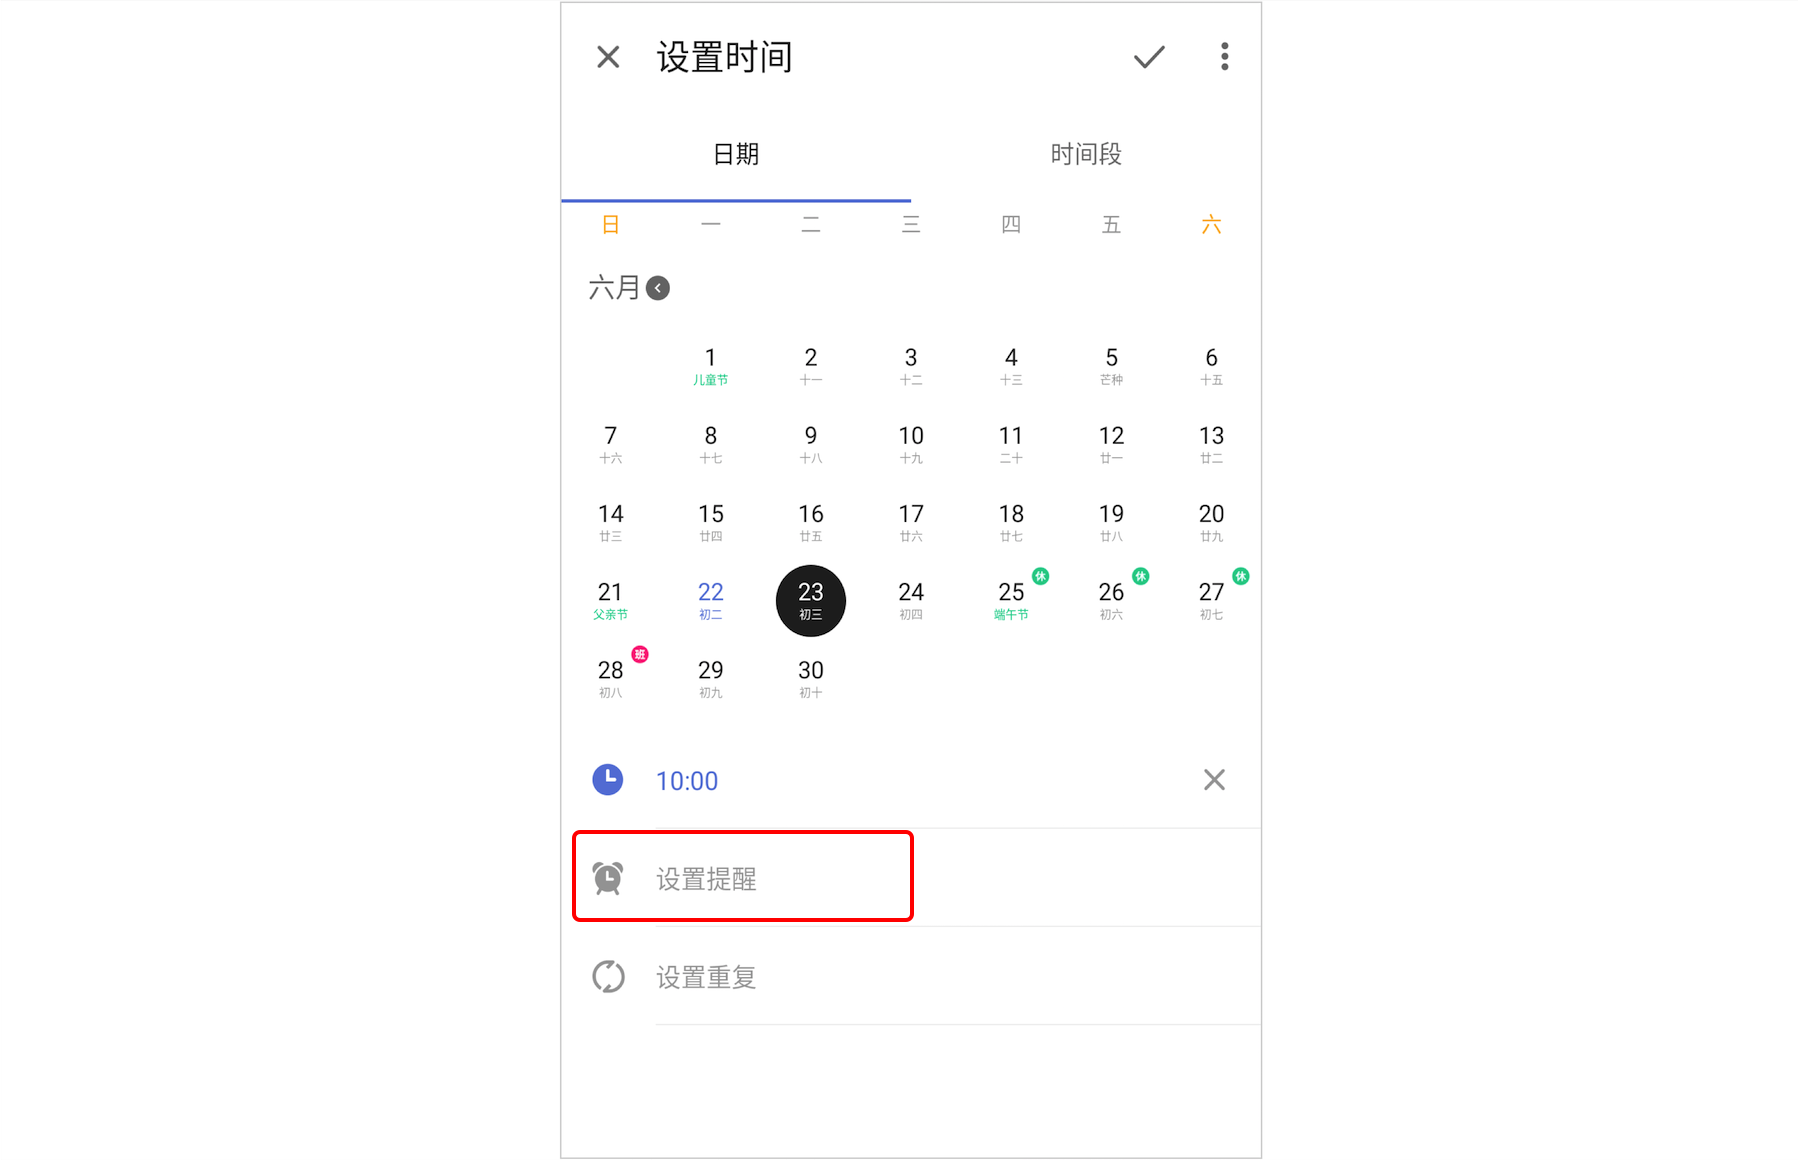 设置时间
日期 时间段
日 一 二 三 四 五 六
六月
1 2 3 4 5 6
儿童节 十一 十二 十三 芒种 十五
7 8 9 10 11 12 13
十六 十七 十八 十九 二十 廿一 廿二
14 15 16 17 18 19 20
廿三 廿四 廿五 廿六 廿七 廿八 廿九
休 休 休
21 22 23 24 25 26 27
父亲节 初二 初三 初四 端午节 初六 初七
班
28 29 30
初八 初九 初十
10:00
设置提醒
设置重复